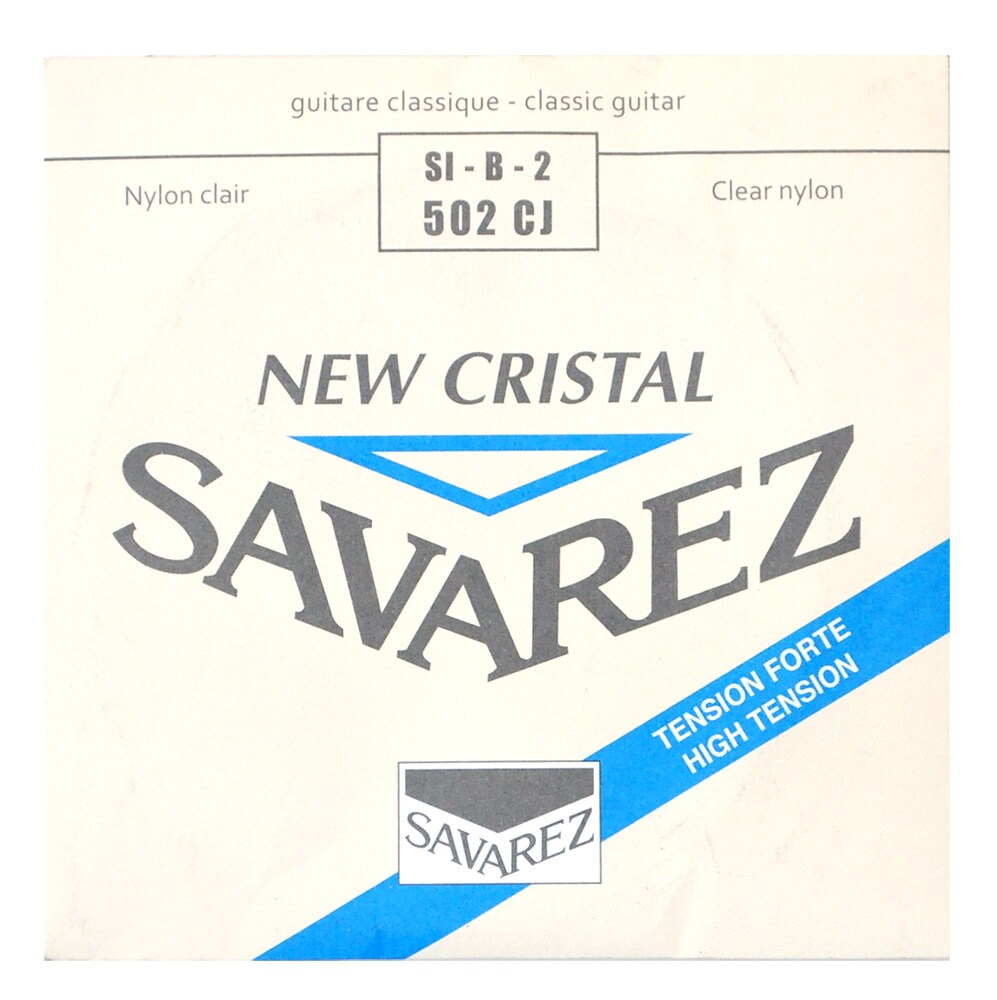 guitare classique - classic guitar
SI - B - 2
502 CJ
Nylon clair
Clear nylon
NEW CRISTAL
SAVAREZ
TENSION FORTE
HIGH TENSION
SAVAREZ